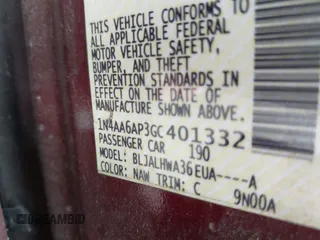 THIS VEHICLE CONFORMS TO
ALL APPLICABLE FEDERAL
MOTOR VEHICLE SAFETY,
BUMPER, AND THEFT
PREVENTION STANDARDS IN
EFFECT ON THE DATE OF
MANUFACTURE SHOWN ABOVE.
1N4AA6AP3GC401332
PASSENGER CAR 190
MODEL: BLJALHWA36EUA----A
COLOR: NAW TRIM: C 9N00A
DREAMBID